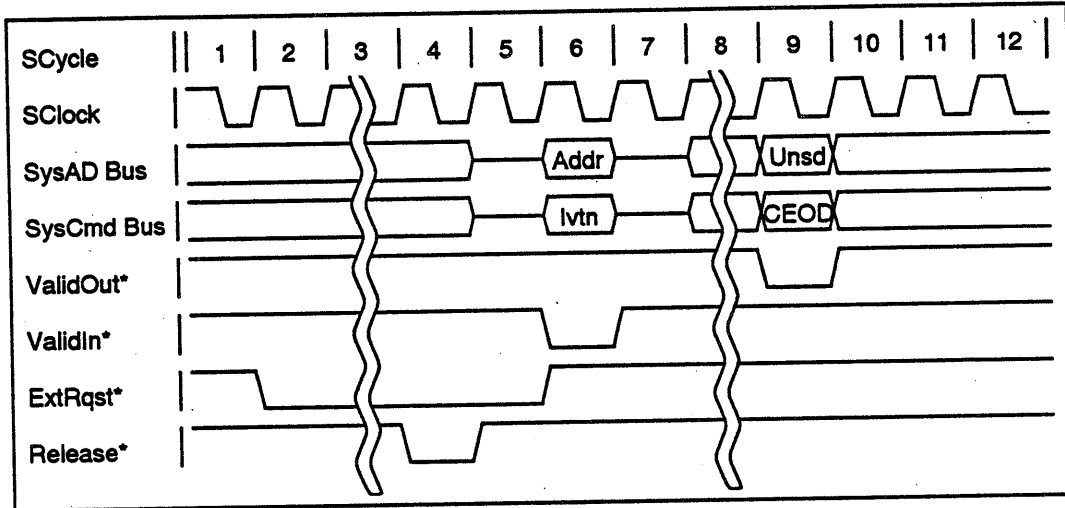 SCycle 1 2 3 4 5 6 7 8 9 10 11 12
SClock
SysAD Bus Addr Unsd
SysCmd Bus Ivtn CEOD
ValidOut*
ValidIn*
ExtRqst*
Release*